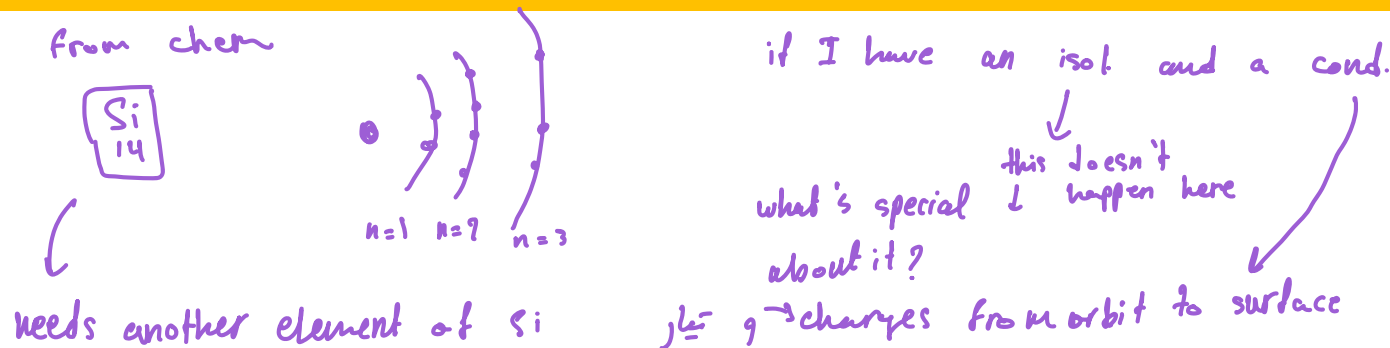 from chem
Si
14
n=1 n=2 n=3
needs another element of Si
if I have an isol. and a cond.
this doesn't
happen here
what's special
about it?
changes from orbit to surface